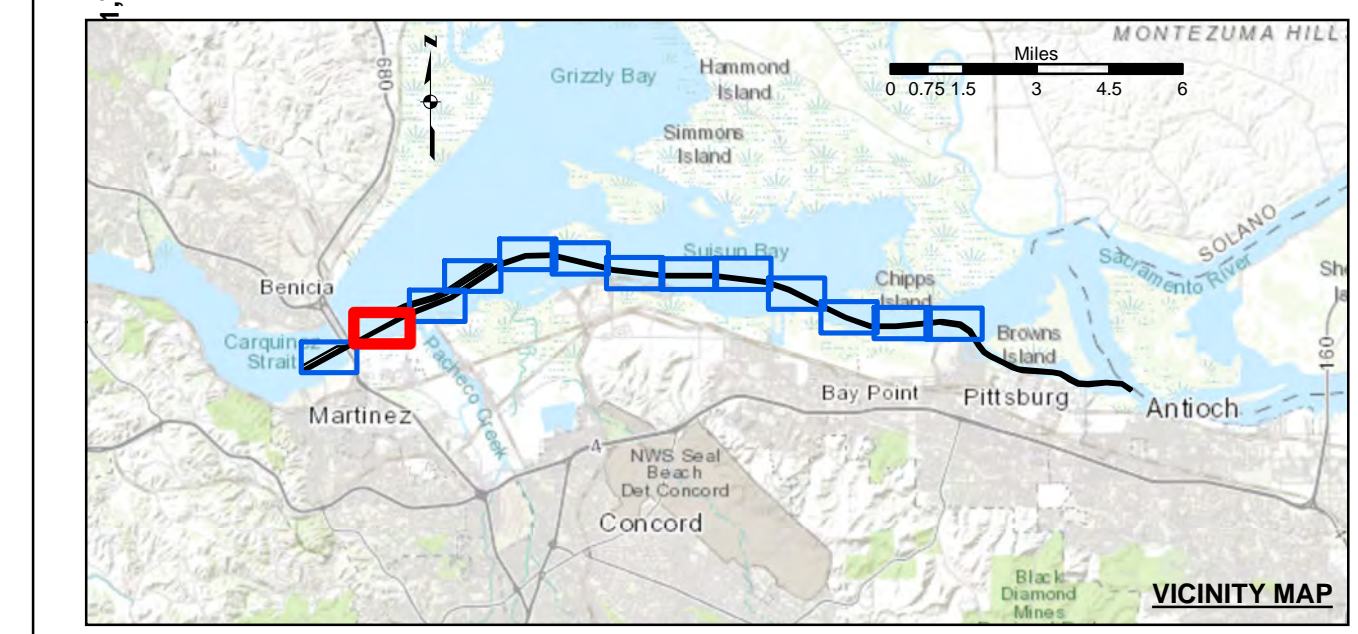 MONTEZUMA HILL
Miles
0 0.75 1.5 3 4.5 6
N
680
Grizzly Bay
Hammond
Island
Simmons
Island
SOLANO
Sacramento River
Suisun Bay
Chipps
Island
Benicia
Carquinez
Strait
Pacheco Creek
Browns
Island
160
Bay Point
Pittsburg
Antioch
Martinez
4
NWS Seal
Beach
Det Concord
Concord
Black
Diamond
Mines
VICINITY MAP